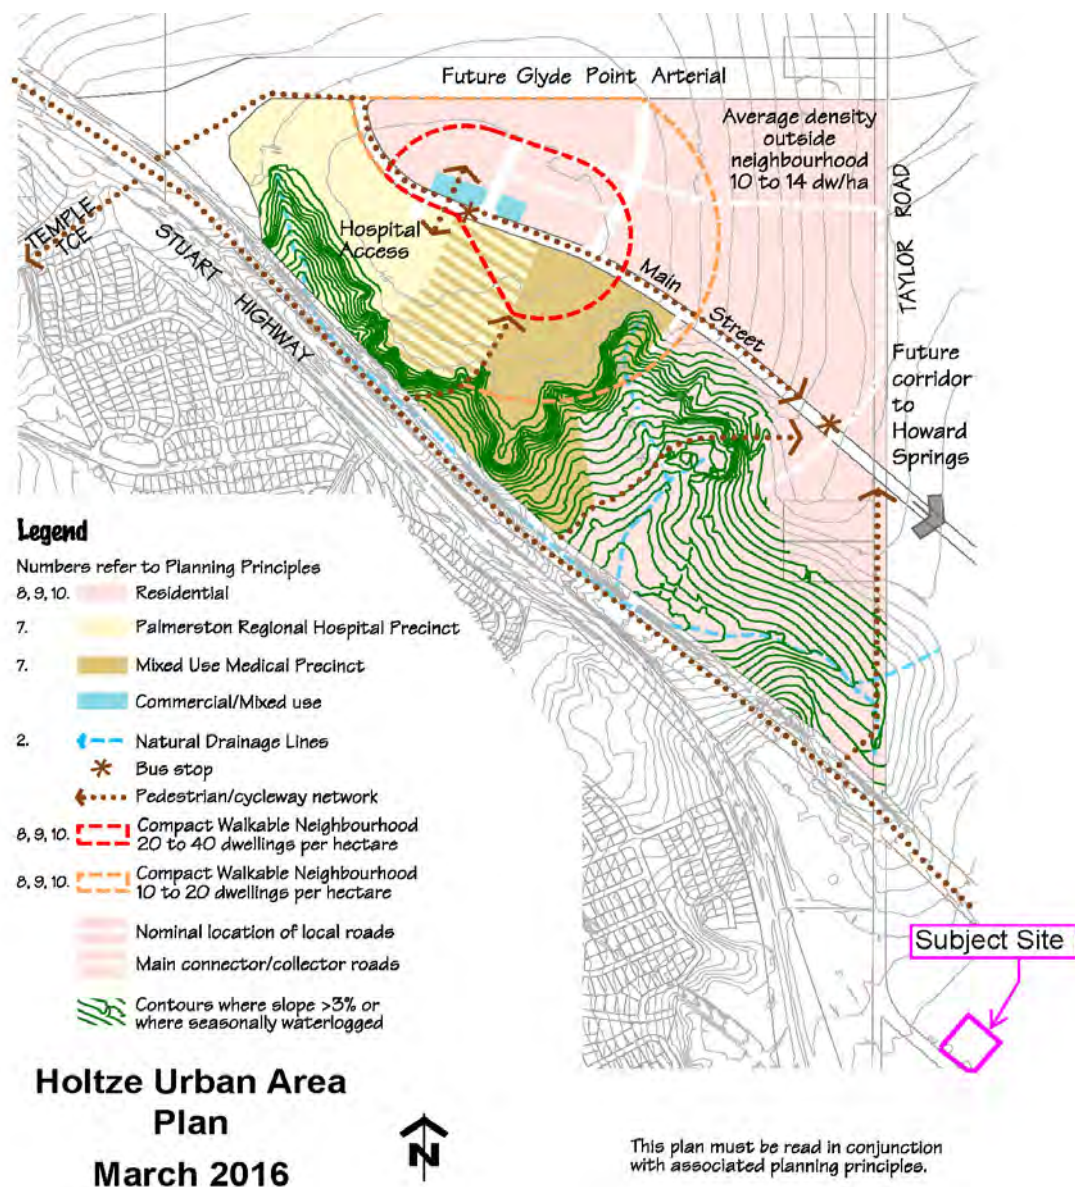 Future Glyde Point Arterial
Average density
outside
neighbourhood
10 to 14 dw/ha
TAYLOR ROAD
TEMPLE
TCE
STUART
HIGHWAY
Hospital
Access
Main
Street
Future
corridor
to
Howard
Springs
Legend
Numbers refer to Planning Principles
8, 9, 10. Residential
7. Palmerston Regional Hospital Precinct
7. Mixed Use Medical Precinct
Commercial/Mixed use
2. Natural Drainage Lines
Bus stop
Pedestrian/cycleway network
8, 9, 10. Compact Walkable Neighbourhood
20 to 40 dwellings per hectare
8, 9, 10. Compact Walkable Neighbourhood
10 to 20 dwellings per hectare
Nominal location of local roads
Main connector/collector roads
Contours where slope >3% or
where seasonally waterlogged
Subject Site
Holtze Urban Area
Plan
March 2016
N
This plan must be read in conjunction
with associated planning principles.